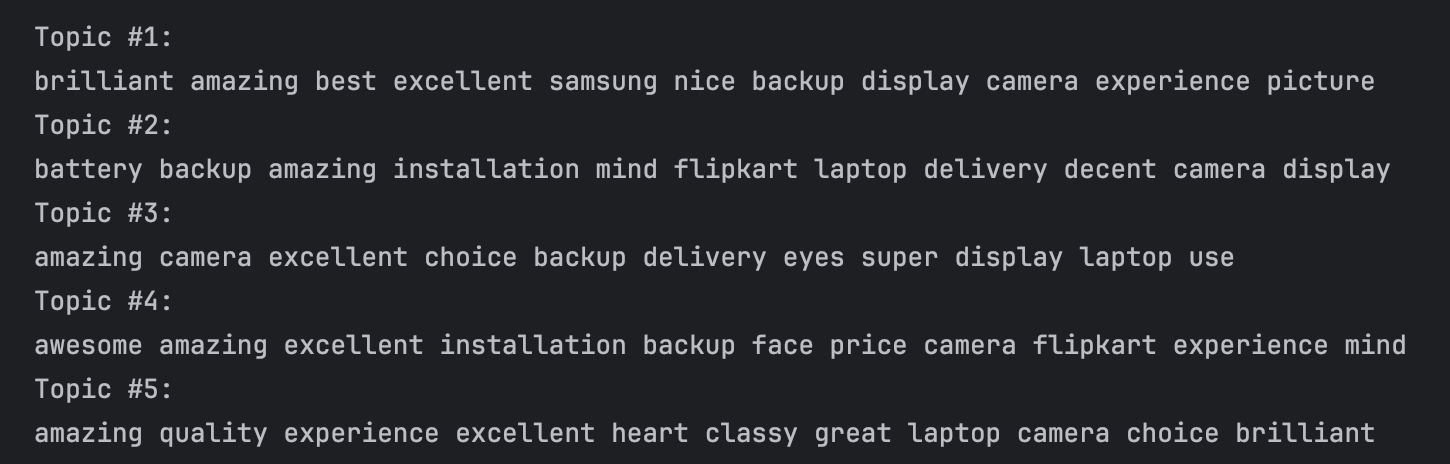 Topic #1:
brilliant amazing best excellent samsung nice backup display camera experience picture
Topic #2:
battery backup amazing installation mind flipkart laptop delivery decent camera display
Topic #3:
amazing camera excellent choice backup delivery eyes super display laptop use
Topic #4:
awesome amazing excellent installation backup face price camera flipkart experience mind
Topic #5:
amazing quality experience excellent heart classy great laptop camera choice brilliant